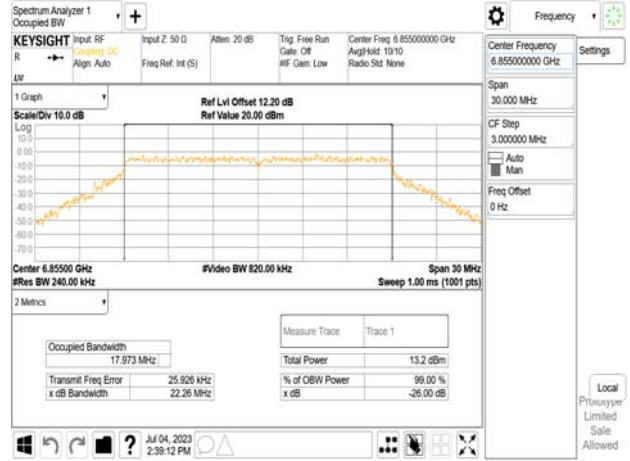 Spectrum Analyzer 1
Occupied BW
+
KEYSIGHT
Input: RF
Coupling: DC
Align: Auto
Input Z: 50 Ω
Freq Ref: Int (S)
Atten: 20 dB
Trig: Free Run
Gate: Off
#IF Gain: Low
Center Freq: 6.855000000 GHz
Avg|Hold: 10/10
Radio Std: None
R
LXI
1 Graph
Scale/Div 10.0 dB
Ref Lvl Offset 12.20 dB
Ref Value 20.00 dBm
Log
10.0
0.00
-10.0
-20.0
-30.0
-40.0
-50.0
-60.0
-70.0
Center 6.85500 GHz
#Video BW 820.00 kHz
Span 30 MHz
#Res BW 240.00 kHz
Sweep 1.00 ms (1001 pts)
2 Metrics
Measure Trace
Trace 1
Occupied Bandwidth
17.973 MHz
Total Power
13.2 dBm
Transmit Freq Error
25.926 kHz
% of OBW Power
99.00 %
x dB Bandwidth
22.26 MHz
x dB
-26.00 dB
?
Jul 04, 2023
2:39:12 PM
Frequency
Center Frequency
6.855000000 GHz
Settings
Span
30.000 MHz
CF Step
3.000000 MHz
Auto
Man
Freq Offset
0 Hz
Local
Prototype
Limited
Sale
Allowed